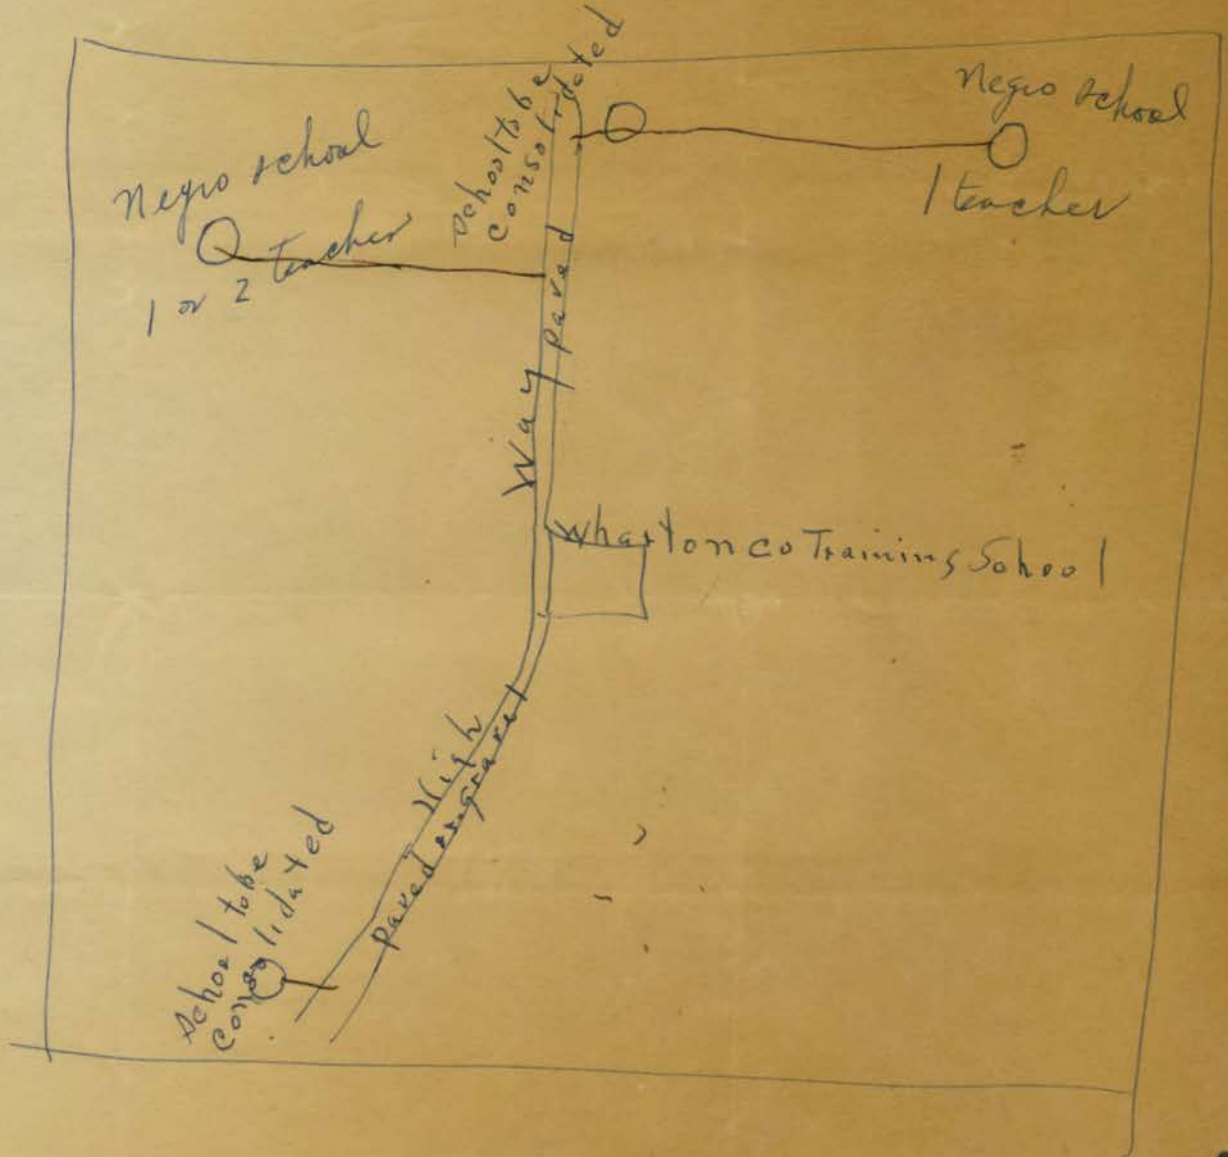 School to be
Consolidated
Negro school
1 teacher
Negro school
1 or 2 teacher
Way
paved
Wharton co Training School
High
paved or gravel
School to be
Consolidated